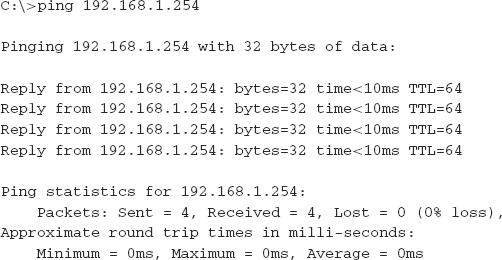 C:\>ping 192.168.1.254
Pinging 192.168.1.254 with 32 bytes of data:
Reply from 192.168.1.254: bytes=32 time<10ms TTL=64
Reply from 192.168.1.254: bytes=32 time<10ms TTL=64
Reply from 192.168.1.254: bytes=32 time<10ms TTL=64
Reply from 192.168.1.254: bytes=32 time<10ms TTL=64
Ping statistics for 192.168.1.254:
Packets: Sent = 4, Received = 4, Lost = 0 (0% loss),
Approximate round trip times in milli-seconds:
Minimum = 0ms, Maximum = 0ms, Average = 0ms